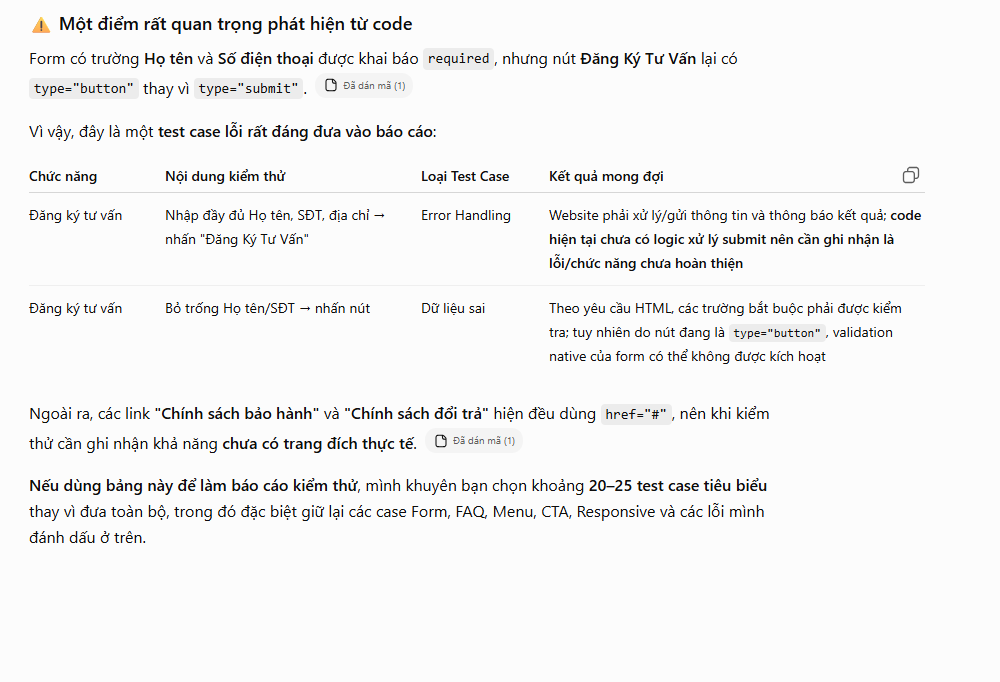 ⚠️ Một điểm rất quan trọng phát hiện từ code
Form có trường Họ tên và Số điện thoại được khai báo required, nhưng nút Đăng Ký Tư Vấn lại có
type="button" thay vì type="submit". Đã dán mã (1)
Vì vậy, đây là một test case lỗi rất đáng đưa vào báo cáo:
Chức năng Nội dung kiểm thử Loại Test Case Kết quả mong đợi
Đăng ký tư vấn Nhập đầy đủ Họ tên, SĐT, địa chỉ → Error Handling Website phải xử lý/gửi thông tin và thông báo kết quả; code
nhấn "Đăng Ký Tư Vấn" hiện tại chưa có logic xử lý submit nên cần ghi nhận là
lỗi/chức năng chưa hoàn thiện
Đăng ký tư vấn Bỏ trống Họ tên/SĐT → nhấn nút Dữ liệu sai Theo yêu cầu HTML, các trường bắt buộc phải được kiểm
tra; tuy nhiên do nút đang là type="button", validation
native của form có thể không được kích hoạt
Ngoài ra, các link "Chính sách bảo hành" và "Chính sách đổi trả" hiện đều dùng href="#", nên khi kiểm
thử cần ghi nhận khả năng chưa có trang đích thực tế. Đã dán mã (1)
Nếu dùng bảng này để làm báo cáo kiểm thử, mình khuyên bạn chọn khoảng 20–25 test case tiêu biểu
thay vì đưa toàn bộ, trong đó đặc biệt giữ lại các case Form, FAQ, Menu, CTA, Responsive và các lỗi mình
đánh dấu ở trên.